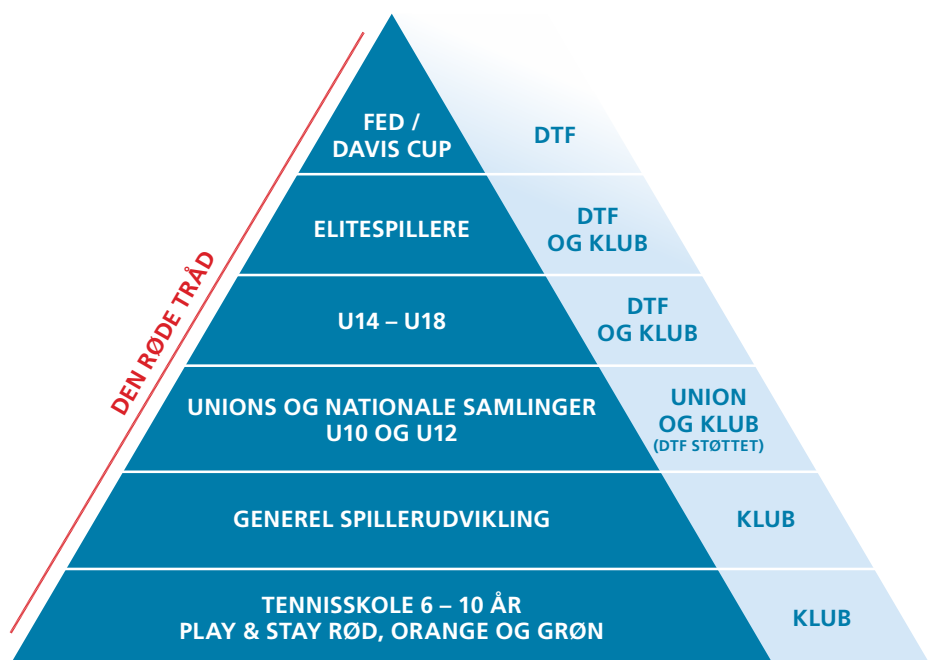 DEN RØDE TRÅD
FED /
DAVIS CUP
DTF
ELITESPILLERE
DTF
OG KLUB
U14 – U18
DTF
OG KLUB
UNIONS OG NATIONALE SAMLINGER
U10 OG U12
UNION
OG KLUB
(DTF STØTTET)
GENEREL SPILLERUDVIKLING
KLUB
TENNISSKOLE 6 – 10 ÅR
PLAY & STAY RØD, ORANGE OG GRØN
KLUB